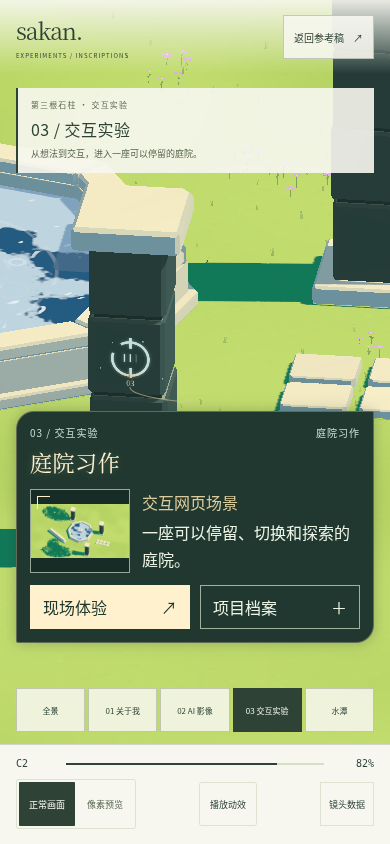 sakan.
EXPERIMENTS / INSCRIPTIONS
返回参考稿 ↗
第三根石柱 · 交互实验
03 / 交互实验
从想法到交互，进入一座可以停留的庭院。
03
03 / 交互实验
庭院习作
庭院习作
交互网页场景
一座可以停留、切换和探索的
庭院。
现场体验 ↗
项目档案 +
全景
01 关于我
02 AI 影像
03 交互实验
水潭
C2
82%
正常画面
像素预览
播放动效
镜头数据